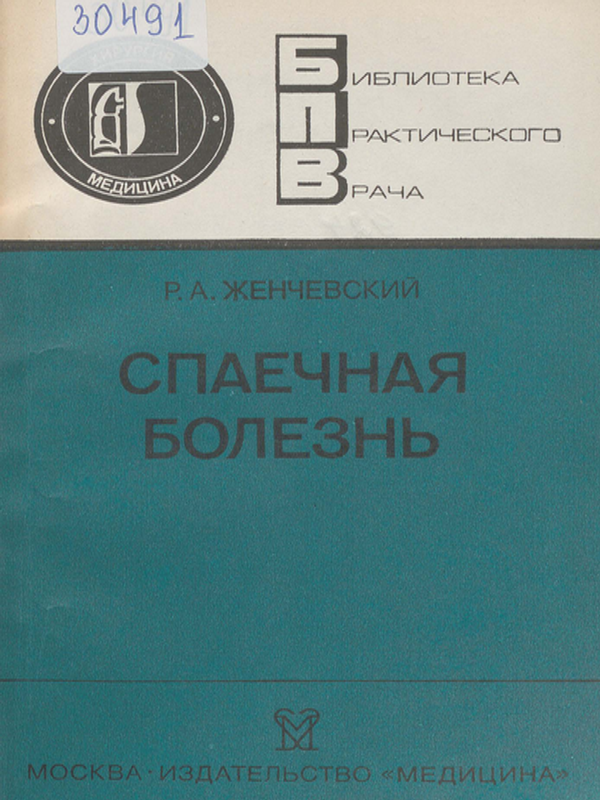 30491
МЕДИЦИНА
БИБЛИОТЕКА
ПРАКТИЧЕСКОГО
ВРАЧА
Р. А. ЖЕНЧЕВСКИЙ
СПАЕЧНАЯ
БОЛЕЗНЬ
МОСКВА · ИЗДАТЕЛЬСТВО «МЕДИЦИНА»